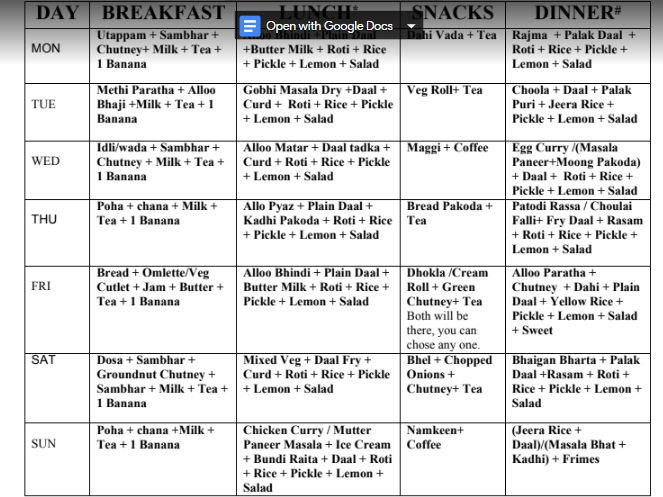 DAY BREAKFAST LUNCH* SNACKS DINNER#
Open with Google Docs
MON
Utappam + Sambhar +
Chutney+ Milk + Tea +
1 Banana
Alloo Bhindi +Plain Daal
+Butter Milk + Roti + Rice
+ Pickle + Lemon + Salad
Dahi Vada + Tea
Rajma + Palak Daal +
Roti + Rice + Pickle +
Lemon + Salad
TUE
Methi Paratha + Alloo
Bhaji +Milk + Tea + 1
Banana
Gobhi Masala Dry +Daal +
Curd + Roti + Rice + Pickle
+ Lemon + Salad
Veg Roll+ Tea
Choola + Daal + Palak
Puri + Jeera Rice +
Pickle + Lemon + Salad
WED
Idli/wada + Sambhar +
Chutney + Milk + Tea +
1 Banana
Alloo Matar + Daal tadka +
Curd + Roti + Rice + Pickle
+ Lemon + Salad
Maggi + Coffee
Egg Curry /(Masala
Paneer+Moong Pakoda)
+ Daal + Roti + Rice +
Pickle + Lemon + Salad
THU
Poha + chana + Milk +
Tea + 1 Banana
Allo Pyaz + Plain Daal +
Kadhi Pakoda + Roti + Rice
+ Pickle + Lemon + Salad
Bread Pakoda +
Tea
Patodi Rassa / Choulai
Falli+ Fry Daal + Rasam
+ Roti + Rice + Pickle +
Lemon + Salad
FRI
Bread + Omlette/Veg
Cutlet + Jam + Butter +
Tea + 1 Banana
Alloo Bhindi + Plain Daal +
Butter Milk + Roti + Rice +
Pickle + Lemon + Salad
Dhokla /Cream
Roll + Green
Chutney+ Tea
Both will be
there, you can
chose any one.
Alloo Paratha +
Chutney + Dahi + Plain
Daal + Yellow Rice +
Pickle + Lemon + Salad
+ Sweet
SAT
Dosa + Sambhar +
Groundnut Chutney +
Sambhar + Milk + Tea +
1 Banana
Mixed Veg + Daal Fry +
Curd + Roti + Rice + Pickle
+ Lemon + Salad
Bhel + Chopped
Onions +
Chutney+ Tea
Bhaigan Bharta + Palak
Daal +Rasam + Roti +
Rice + Pickle + Lemon +
Salad
SUN
Poha + chana +Milk +
Tea + 1 Banana
Chicken Curry / Mutter
Paneer Masala + Ice Cream
+ Bundi Raita + Daal + Roti
+ Rice + Pickle + Lemon +
Salad
Namkeen+
Coffee
(Jeera Rice +
Daal)/(Masala Bhat +
Kadhi) + Frimes